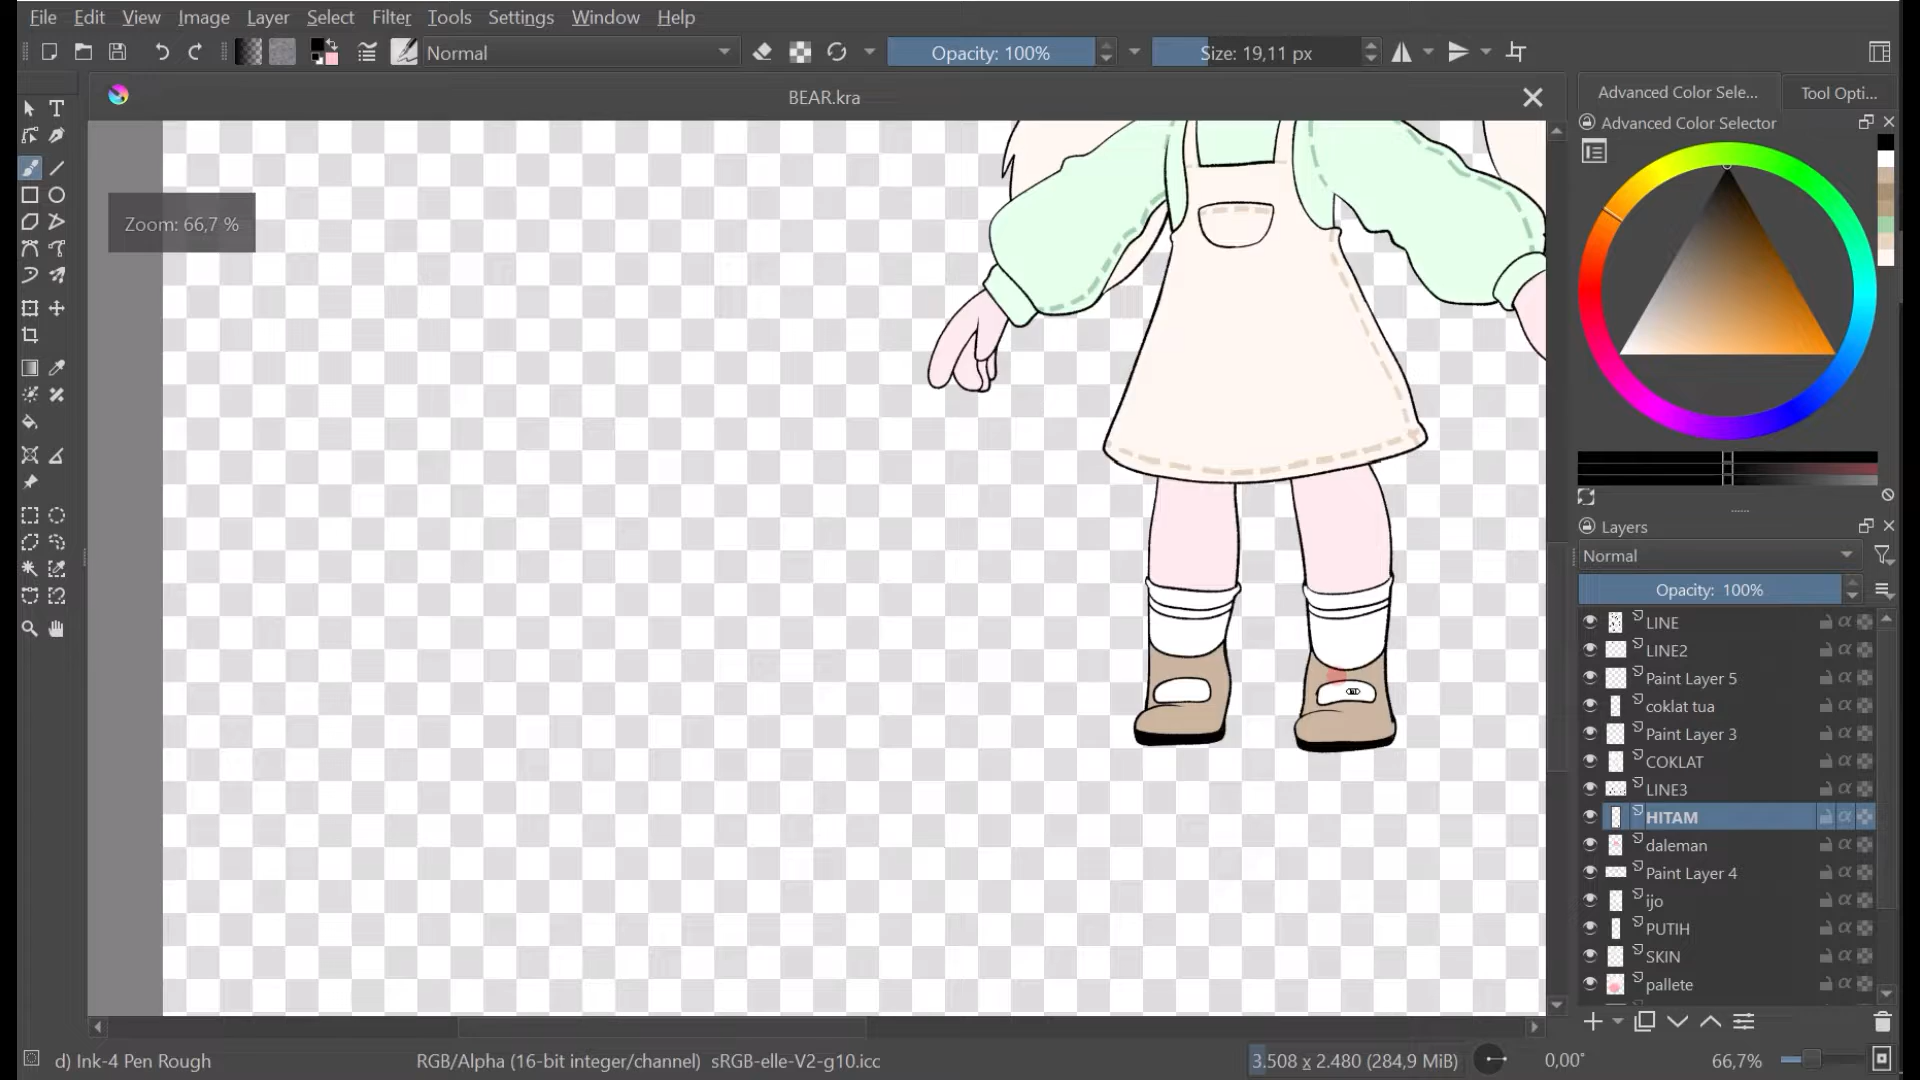 File Edit View Image Layer Select Filter Tools Settings Window Help
Normal
Opacity: 100%
Size: 19,11 px
BEAR.kra
Advanced Color Sele...
Tool Opti...
Advanced Color Selector
Zoom: 66,7 %
Layers
Normal
Opacity: 100%
LINE
LINE2
Paint Layer 5
coklat tua
Paint Layer 3
COKLAT
LINE3
HITAM
daleman
Paint Layer 4
ijo
PUTIH
SKIN
pallete
d) Ink-4 Pen Rough
RGB/Alpha (16-bit integer/channel) sRGB-elle-V2-g10.icc
3.508 x 2.480 (284,9 MiB)
0,00°
66,7%